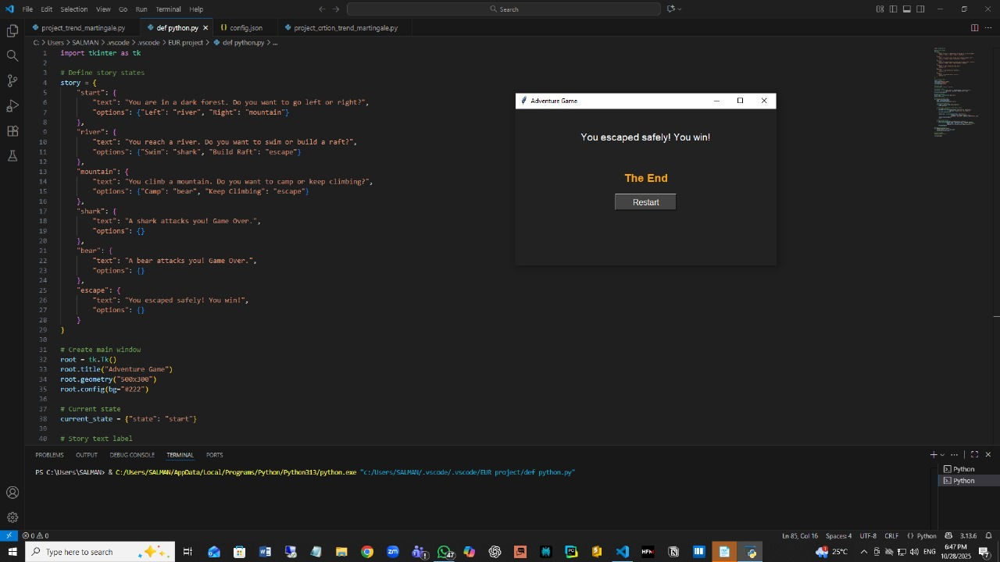 File Edit Selection View Go Run Terminal Help
Search
project_trend_martingale.py def python.py config.json project_crtion_trend_martingale.py
C: > Users > SALMAN > .vscode > .vscode > EUR project > def python.py > ...
1 import tkinter as tk
2
3 # Define story states
4 story = {
5 "start": {
6 "text": "You are in a dark forest. Do you want to go left or right?",
7 "options": {"Left": "river", "Right": "mountain"}
8 },
9 "river": {
10 "text": "You reach a river. Do you want to swim or build a raft?",
11 "options": {"Swim": "shark", "Build Raft": "escape"}
12 },
13 "mountain": {
14 "text": "You climb a mountain. Do you want to camp or keep climbing?",
15 "options": {"Camp": "bear", "Keep Climbing": "escape"}
16 },
17 "shark": {
18 "text": "A shark attacks you! Game Over.",
19 "options": {}
20 },
21 "bear": {
22 "text": "A bear attacks you! Game Over.",
23 "options": {}
24 },
25 "escape": {
26 "text": "You escaped safely! You win!",
27 "options": {}
28 }
29 }
30
31 # Create main window
32 root = tk.Tk()
33 root.title("Adventure Game")
34 root.geometry("500x300")
35 root.config(bg="#222")
36
37 # Current state
38 current_state = {"state": "start"}
39
40 # Story text label
Adventure Game
You escaped safely! You win!
The End
Restart
PROBLEMS OUTPUT DEBUG CONSOLE TERMINAL PORTS
PS C:\Users\SALMAN> & C:/Users/SALMAN/AppData/Local/Programs/Python/Python313/python.exe "c:/Users/SALMAN/.vscode/.vscode/EUR project/def python.py"
Python
Python
0 0
Ln 85, Col 16 Spaces: 4 UTF-8 CRLF {} Python 3.13.6
Type here to search
23°C ENG
6:47 PM
10/28/2025